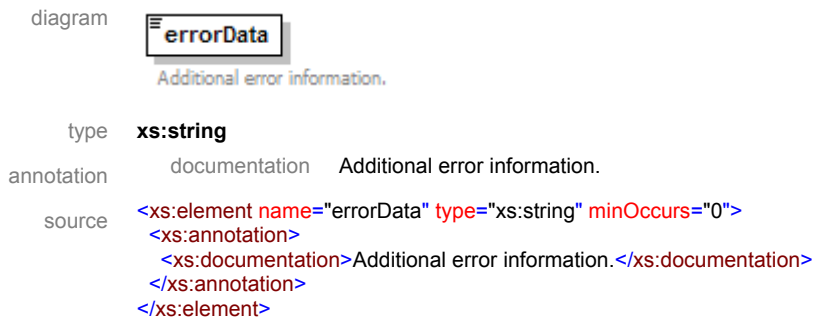 diagram
errorData
Additional error information.
type xs:string
annotation documentation Additional error information.
source <xs:element name="errorData" type="xs:string" minOccurs="0">
<xs:annotation>
<xs:documentation>Additional error information.</xs:documentation>
</xs:annotation>
</xs:element>